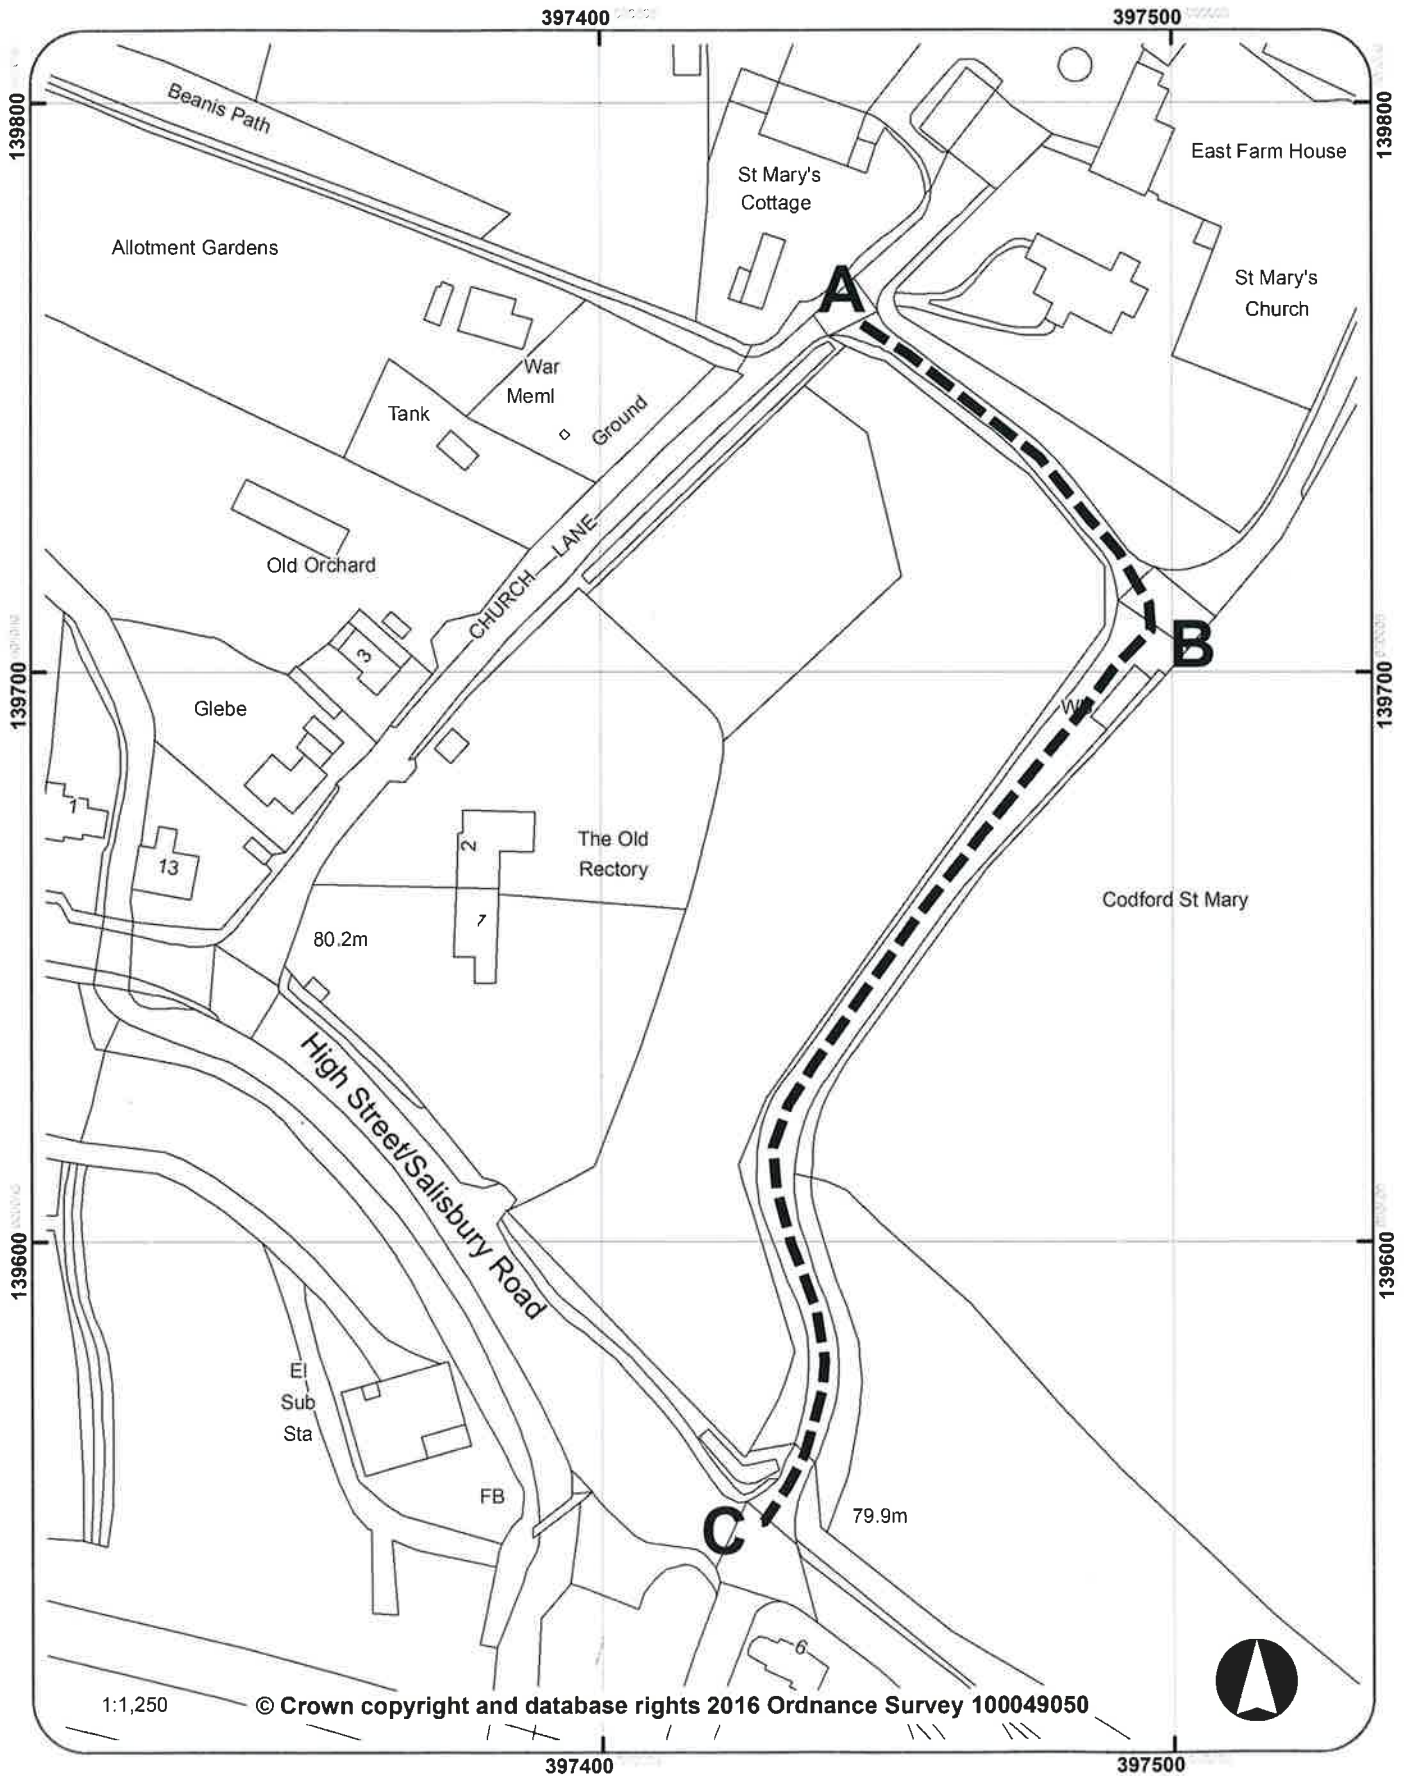 397400
397500
139800
139800
Beanis Path
East Farm House
St Mary's
Cottage
Allotment Gardens
A
St Mary's
Church
War
Meml
Tank
Ground
CHURCH LANE
Old Orchard
3
B
139700
139700
Glebe
1
13
2
The Old
Rectory
7
80.2m
Codford St Mary
High Street/Salisbury Road
139600
139600
El
Sub
Sta
FB
C
79.9m
6
1:1,250
© Crown copyright and database rights 2016 Ordnance Survey 100049050
397400
397500